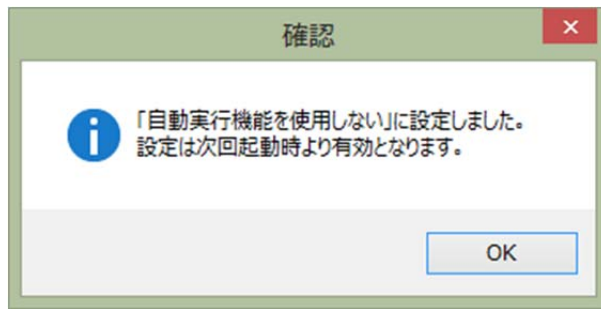 確認
「自動実行機能を使用しない」に設定しました。
設定は次回起動時より有効となります。
OK